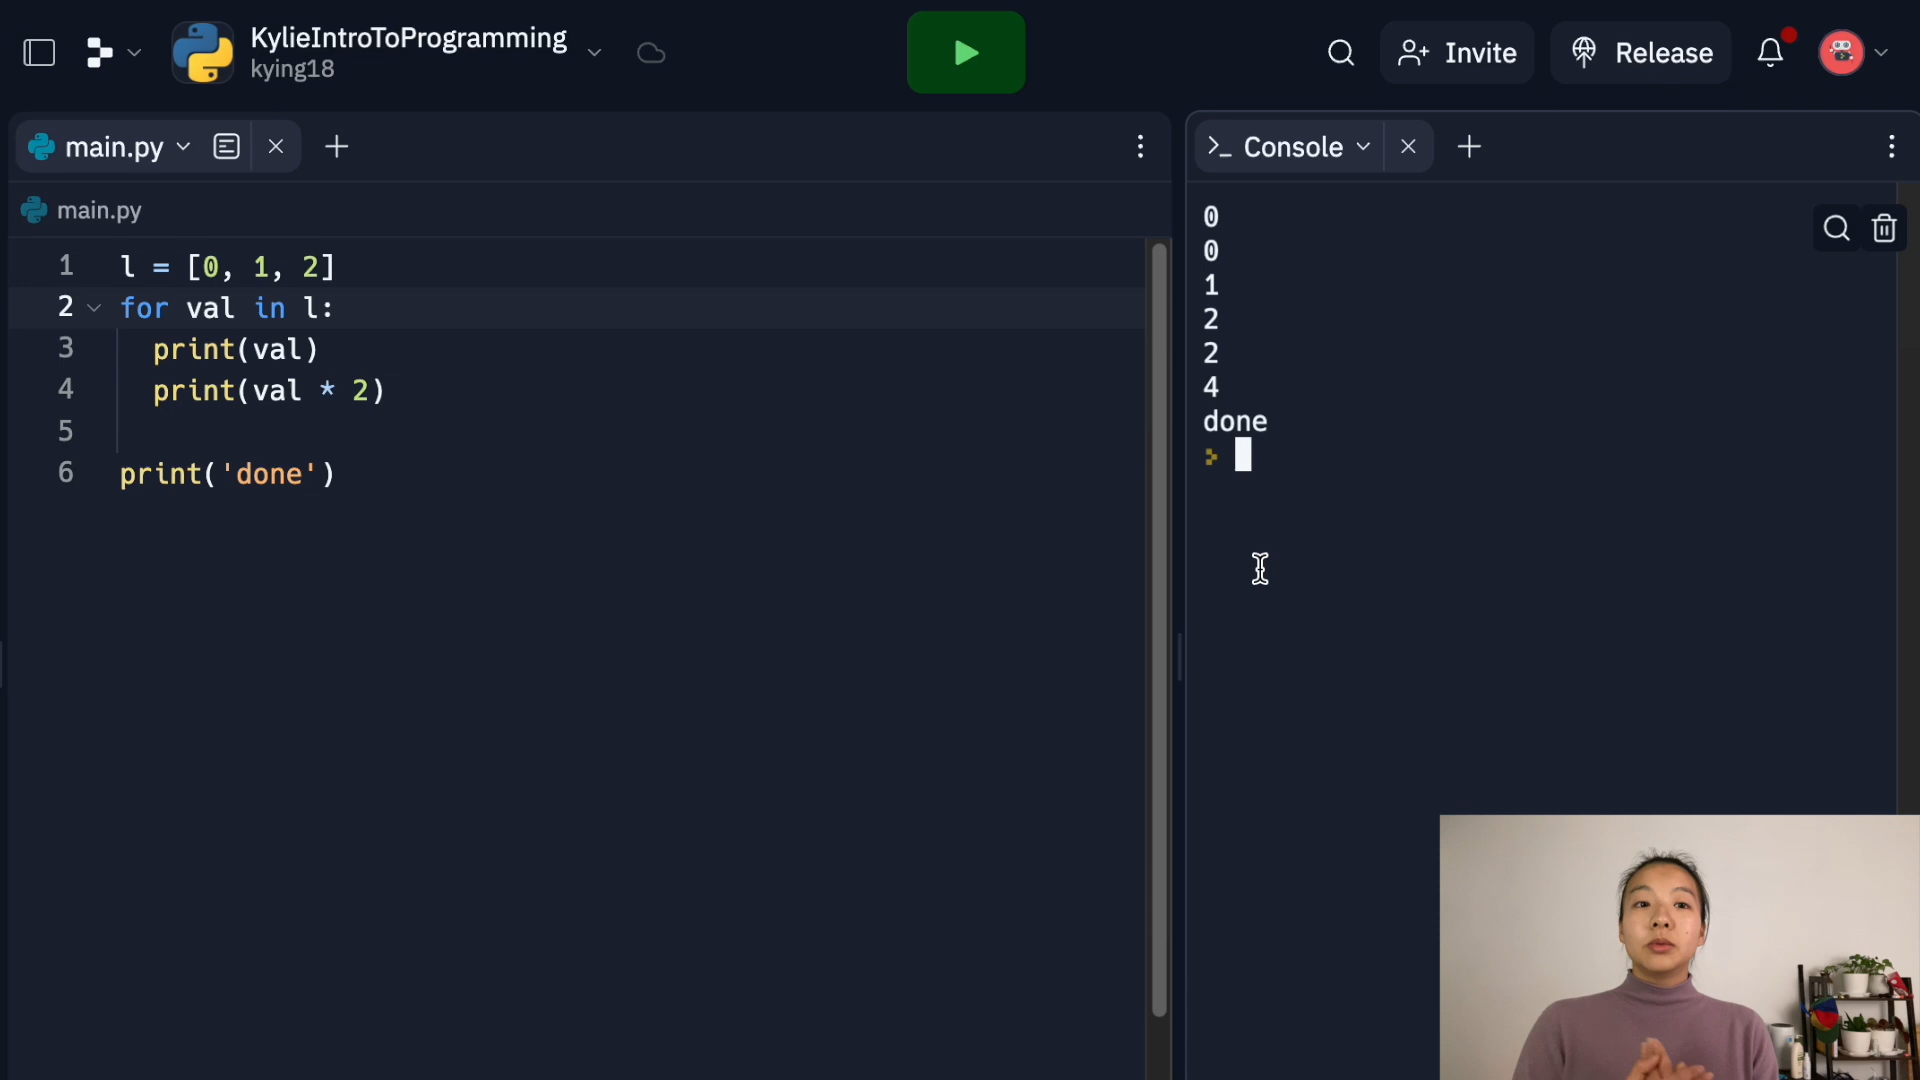 KylieIntroToProgramming
kying18
Invite
Release
main.py
Console
main.py
1 l = [0, 1, 2]
2 for val in l:
3 print(val)
4 print(val * 2)
5
6 print('done')
0
0
1
2
2
4
done